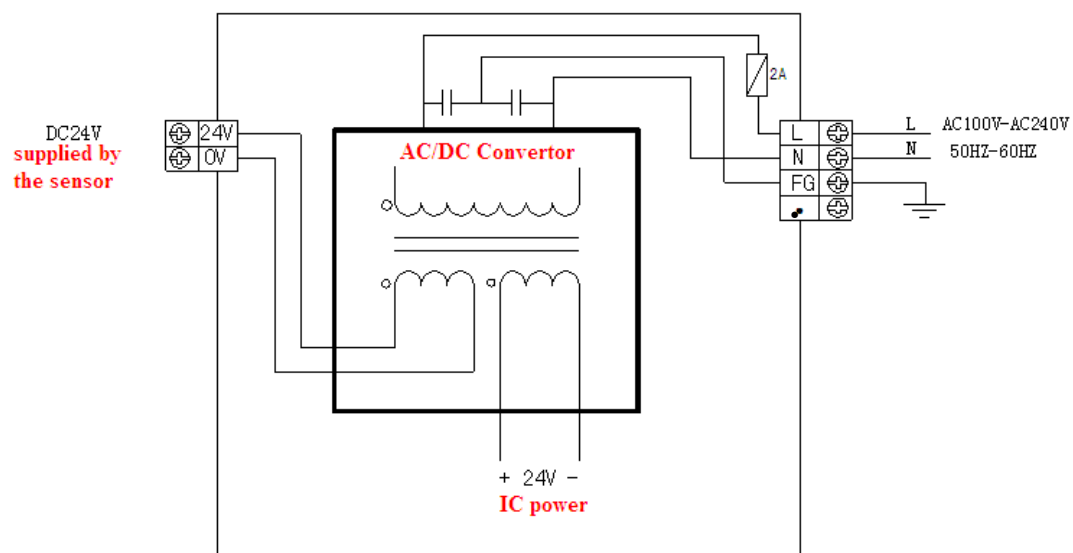 2A
DC24V
supplied by
the sensor
24V
0V
AC/DC Convertor
L
N
FG
L
AC100V-AC240V
N
50HZ-60HZ
+ 24V -
IC power